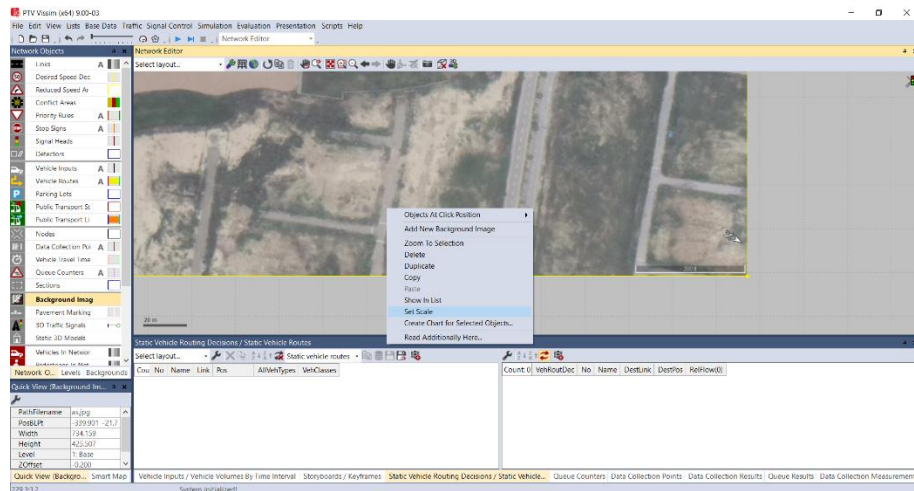 PTV Vissim (x64) 9.00-03
File Edit View Lists Base Data Traffic Signal Control Simulation Evaluation Presentation Scripts Help
Network Editor
Network Objects
Network Editor
Select layout...
Links A
Desired Speed Dec
Reduced Speed Ar
Conflict Areas
Priority Rules A
Stop Signs A
Signal Heads
Detectors
Vehicle Inputs A
Vehicle Routes A
Parking Lots
Public Transport St
Public Transport Li
Nodes
Data Collection Poi A
Vehicle Travel Time
Queue Counters A
Sections
Background Imag
Pavement Marking
3D Traffic Signals
Static 3D Models
Vehicles In Networ
Pedestrians In Net
Network O... Levels Backgrounds
Objects At Click Position
Add New Background Image
Zoom To Selection
Delete
Duplicate
Copy
Paste
Show In List
Set Scale
Create Chart for Selected Objects...
Read Additionally Here...
20 m
Static Vehicle Routing Decisions / Static Vehicle Routes
Select layout... Static vehicle routes
Cou No Name Link Pos AllVehTypes VehClasses
Count: 0 VehRoutDec No Name DestLink DestPos RelFlow(0)
Quick View (Background Im...
PathFilename as.jpg
PosBLPt -339.901 -21,7
Width 734.159
Height 425.507
Level 1: Base
ZOffset -0.200
Quick View (Backgro... Smart Map
Vehicle Inputs / Vehicle Volumes By Time Interval Storyboards / Keyframes Static Vehicle Routing Decisions / Static Vehicle... Queue Counters Data Collection Points Data Collection Results Queue Results Data Collection Measurement
System initialized!